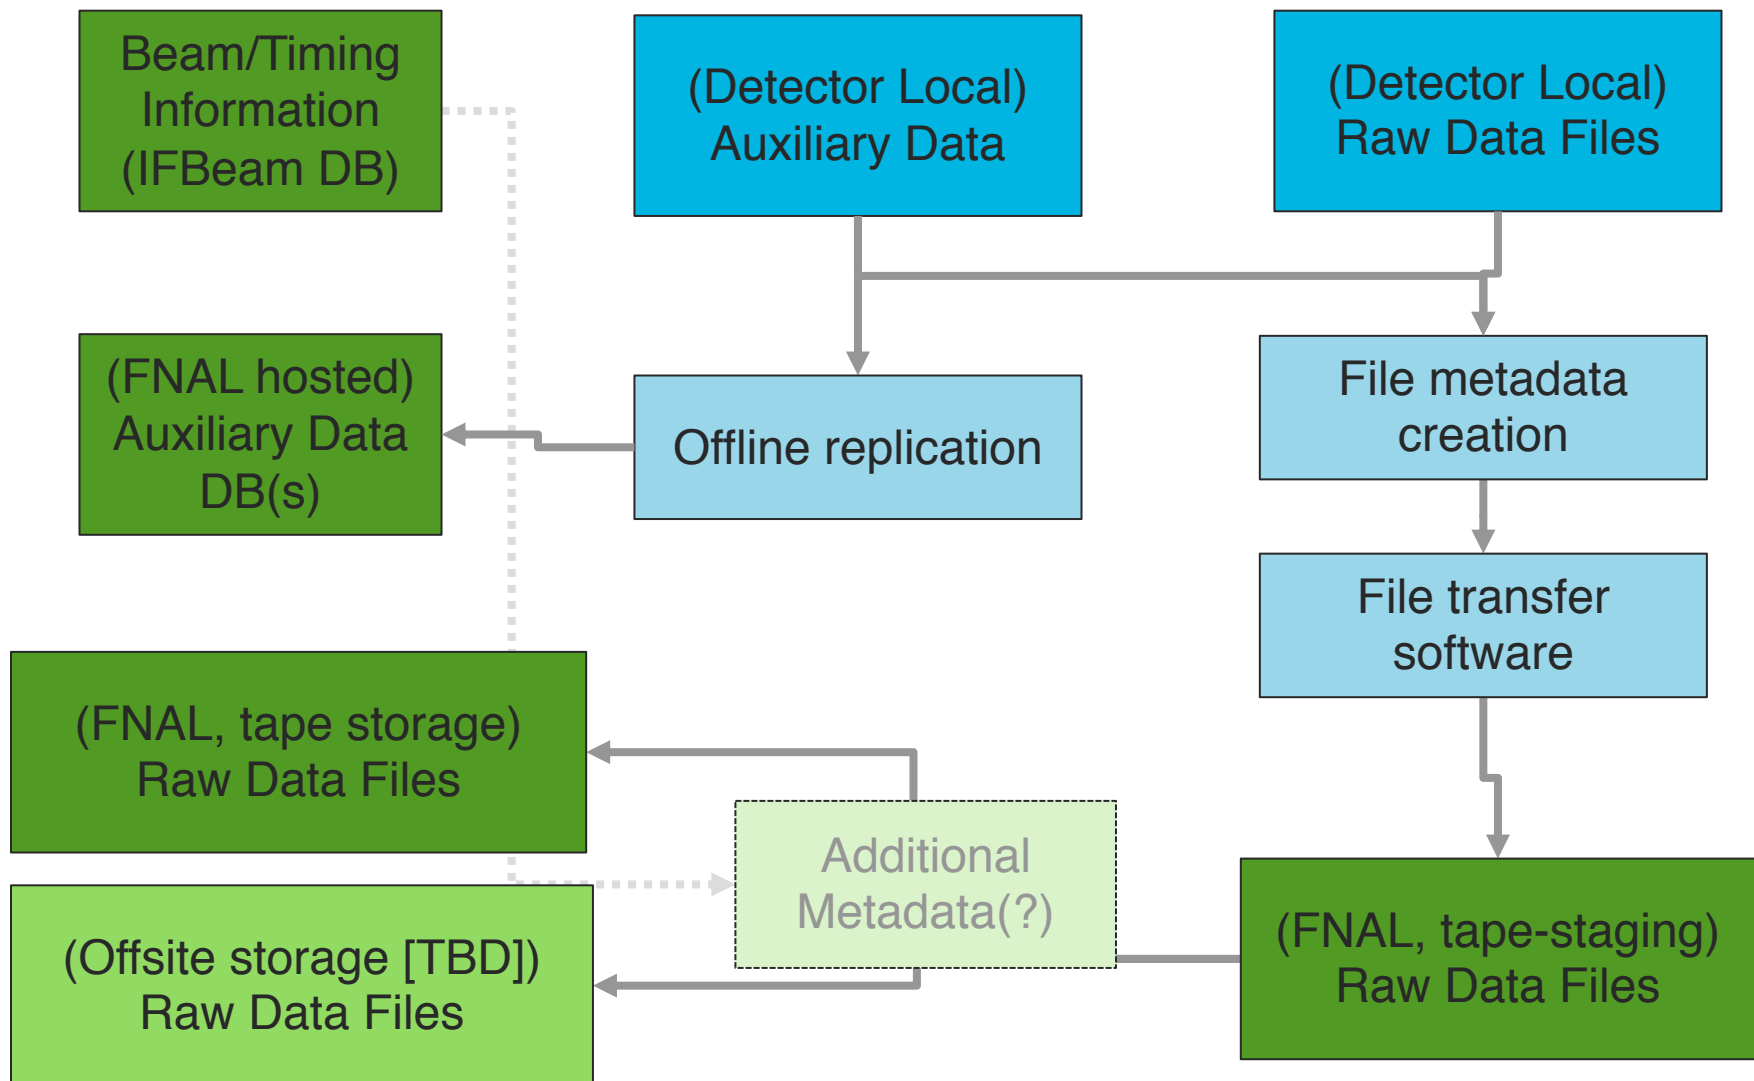 Beam/Timing
Information
(IFBeam DB)
(Detector Local)
Auxiliary Data
(Detector Local)
Raw Data Files
(FNAL hosted)
Auxiliary Data
DB(s)
Offline replication
File metadata
creation
File transfer
software
(FNAL, tape storage)
Raw Data Files
Additional
Metadata(?)
(FNAL, tape-staging)
Raw Data Files
(Offsite storage [TBD])
Raw Data Files